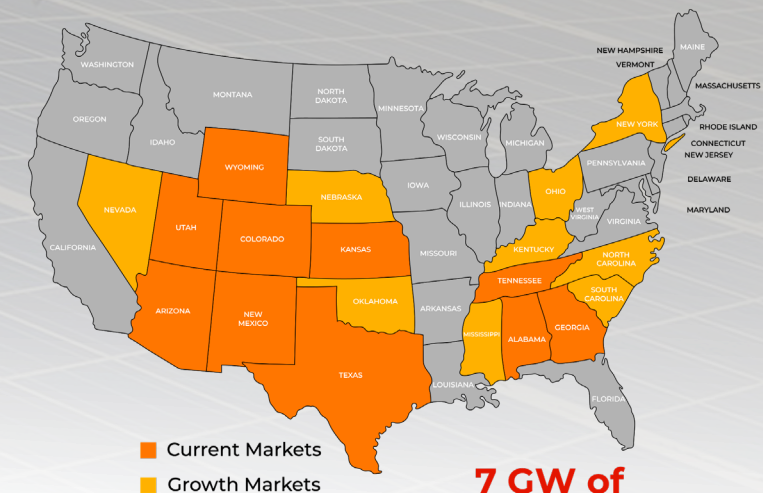 NEW HAMPSHIRE
MAINE
VERMONT
WASHINGTON
MONTANA
NORTH
DAKOTA
MINNESOTA
MASSACHUSETTS
OREGON
IDAHO
SOUTH
DAKOTA
WISCONSIN
MICHIGAN
NEW YORK
RHODE ISLAND
CONNECTICUT
NEW JERSEY
WYOMING
PENNSYLVANIA
NEBRASKA
IOWA
ILLINOIS
INDIANA
OHIO
DELAWARE
NEVADA
UTAH
COLORADO
WEST
VIRGINIA
VIRGINIA
MARYLAND
CALIFORNIA
KANSAS
MISSOURI
KENTUCKY
NORTH
CAROLINA
TENNESSEE
ARIZONA
NEW
MEXICO
OKLAHOMA
ARKANSAS
SOUTH
CAROLINA
MISSISSIPPI
ALABAMA
GEORGIA
TEXAS
LOUISIANA
FLORIDA
Current Markets
Growth Markets
7 GW of